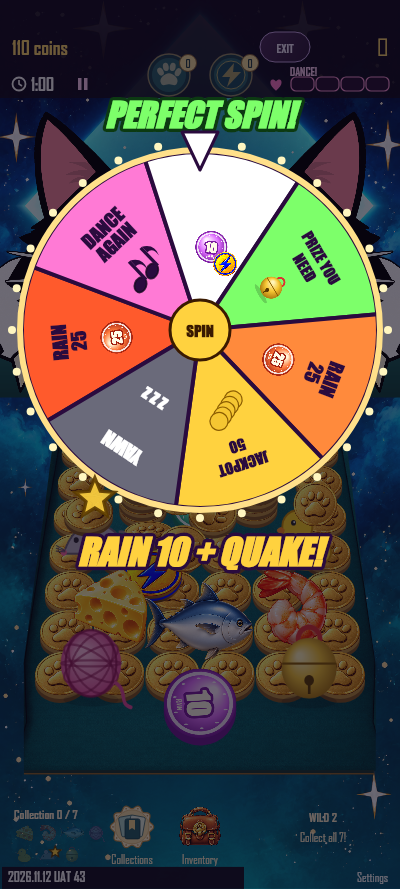 110 coins
EXIT
0
0
1:00
DANCE!
PERFECT SPIN!
DANCE
AGAIN
10
PRIZE YOU
NEED
RAIN
25
25
SPIN
25
RAIN
25
ZZZ
YAWN
JACKPOT
50
RAIN 10 + QUAKE!
10
Collection 0 / 7
WILD 2
Collect all 7!
Collections
Inventory
2026.11.12 UAT 43
Settings